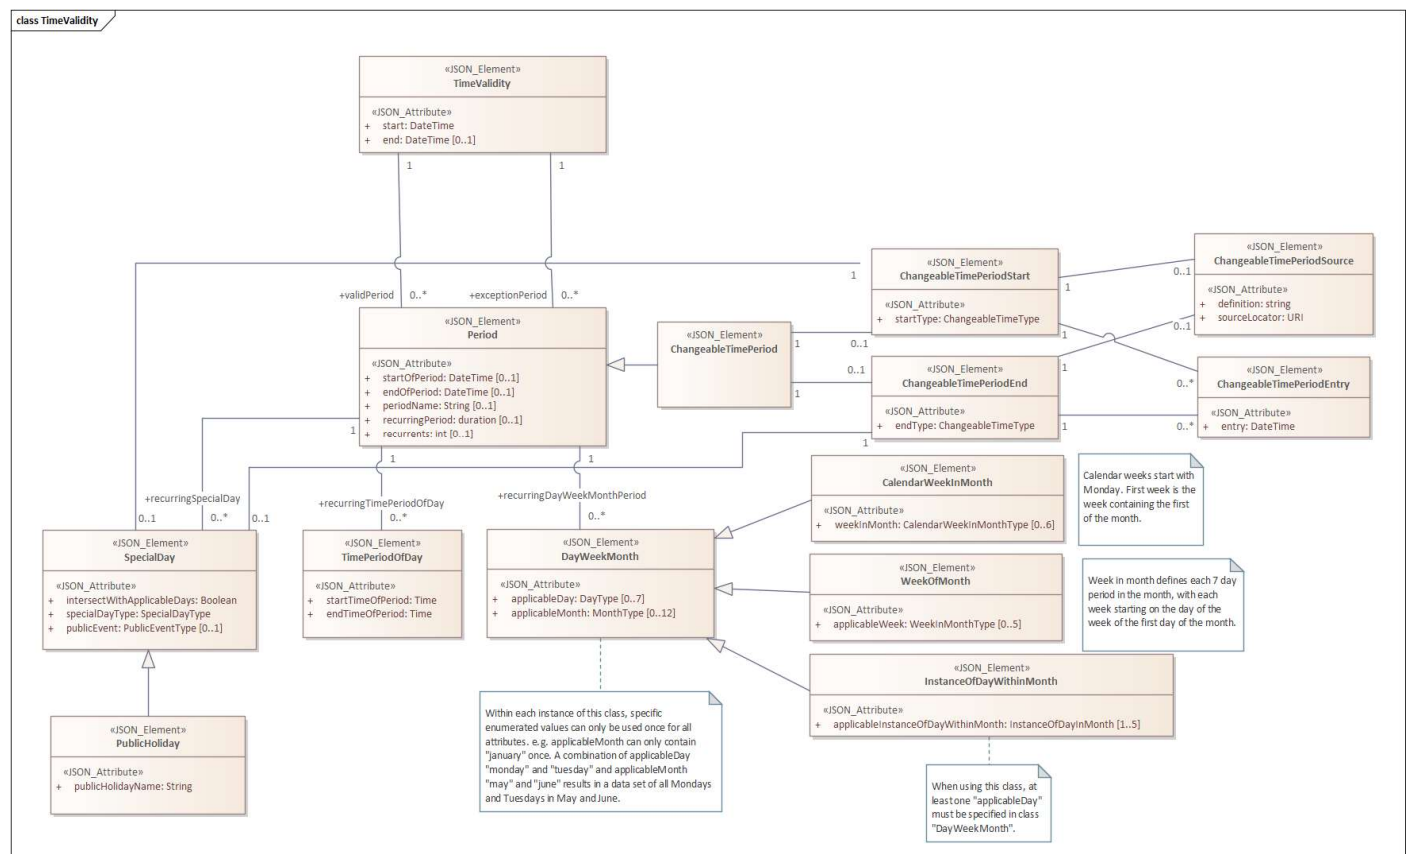 class TimeValidity
«JSON_Element»
TimeValidity
«JSON_Attribute»
+ start: DateTime
+ end: DateTime [0..1]
1
1
+validPeriod
0..*
+exceptionPeriod
0..*
«JSON_Element»
Period
«JSON_Attribute»
+ startOfPeriod: DateTime [0..1]
+ endOfPeriod: DateTime [0..1]
+ periodName: String [0..1]
+ recurringPeriod: duration [0..1]
+ recurrents: int [0..1]
«JSON_Element»
ChangeableTimePeriod
1
0..1
0..1
1
1
«JSON_Element»
ChangeableTimePeriodStart
«JSON_Attribute»
+ startType: ChangeableTimeType
1
0..1
1
0..*
«JSON_Element»
ChangeableTimePeriodSource
«JSON_Attribute»
+ definition: string
+ sourceLocator: URI
«JSON_Element»
ChangeableTimePeriodEnd
«JSON_Attribute»
+ endType: ChangeableTimeType
1
0..1
1
0..*
1
«JSON_Element»
ChangeableTimePeriodEntry
«JSON_Attribute»
+ entry: DateTime
1
1
1
+recurringSpecialDay
0..1
0..*
0..1
+recurringTimePeriodOfDay
0..*
+recurringDayWeekMonthPeriod
0..*
«JSON_Element»
SpecialDay
«JSON_Attribute»
+ intersectWithApplicableDays: Boolean
+ specialDayType: SpecialDayType
+ publicEvent: PublicEventType [0..1]
«JSON_Element»
TimePeriodOfDay
«JSON_Attribute»
+ startTimeOfPeriod: Time
+ endTimeOfPeriod: Time
«JSON_Element»
DayWeekMonth
«JSON_Attribute»
+ applicableDay: DayType [0..7]
+ applicableMonth: MonthType [0..12]
«JSON_Element»
CalendarWeekInMonth
«JSON_Attribute»
+ weekInMonth: CalendarWeekInMonthType [0..6]
Calendar weeks start with
Monday. First week is the
week containing the first
of the month.
«JSON_Element»
WeekOfMonth
«JSON_Attribute»
+ applicableWeek: WeekInMonthType [0..5]
Week in month defines each 7 day
period in the month, with each
week starting on the day of the
week of the first day of the month.
«JSON_Element»
InstanceOfDayWithinMonth
«JSON_Attribute»
+ applicableInstanceOfDayWithinMonth: InstanceOfDayInMonth [1..5]
«JSON_Element»
PublicHoliday
«JSON_Attribute»
+ publicHolidayName: String
Within each instance of this class, specific
enumerated values can only be used once for all
attributes. e.g. applicableMonth can only contain
"january" once. A combination of applicableDay
"monday" and "tuesday" and applicableMonth
"may" and "june" results in a data set of all Mondays
and Tuesdays in May and June.
When using this class, at
least one "applicableDay"
must be specified in class
"DayWeekMonth".